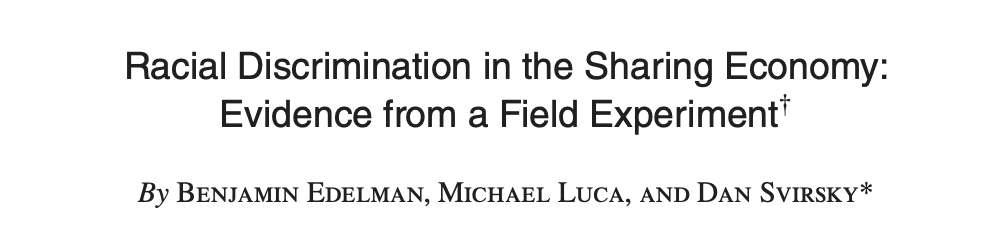 Racial Discrimination in the Sharing Economy:
Evidence from a Field Experiment†
By Benjamin Edelman, Michael Luca, and Dan Svirsky*